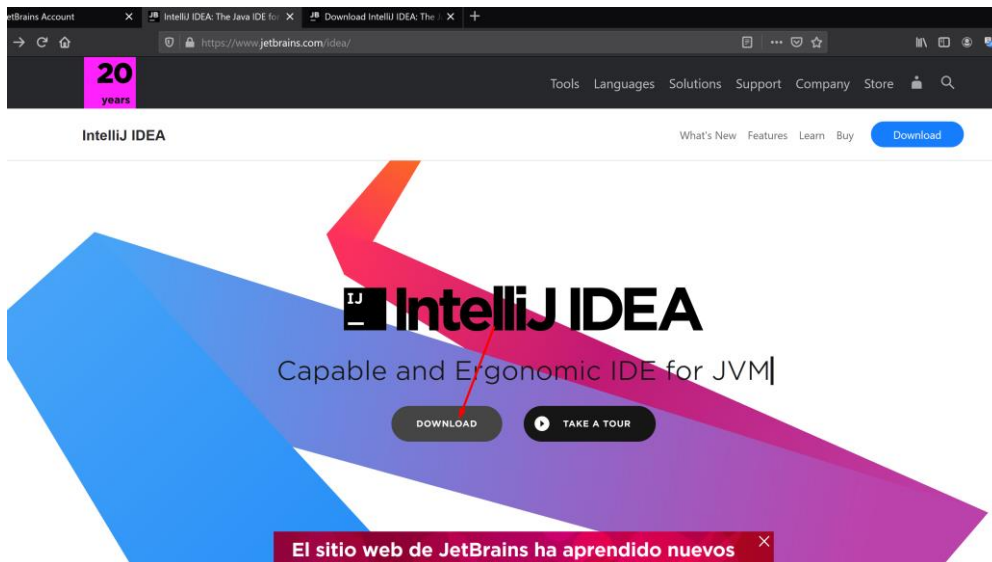 etBrains Account
IntelliJ IDEA: The Java IDE for
Download IntelliJ IDEA: The J
https://www.jetbrains.com/idea/
20
years
Tools Languages Solutions Support Company Store
IntelliJ IDEA
What's New Features Learn Buy Download
IJ IntelliJ IDEA
Capable and Ergonomic IDE for JVM
DOWNLOAD TAKE A TOUR
El sitio web de JetBrains ha aprendido nuevos